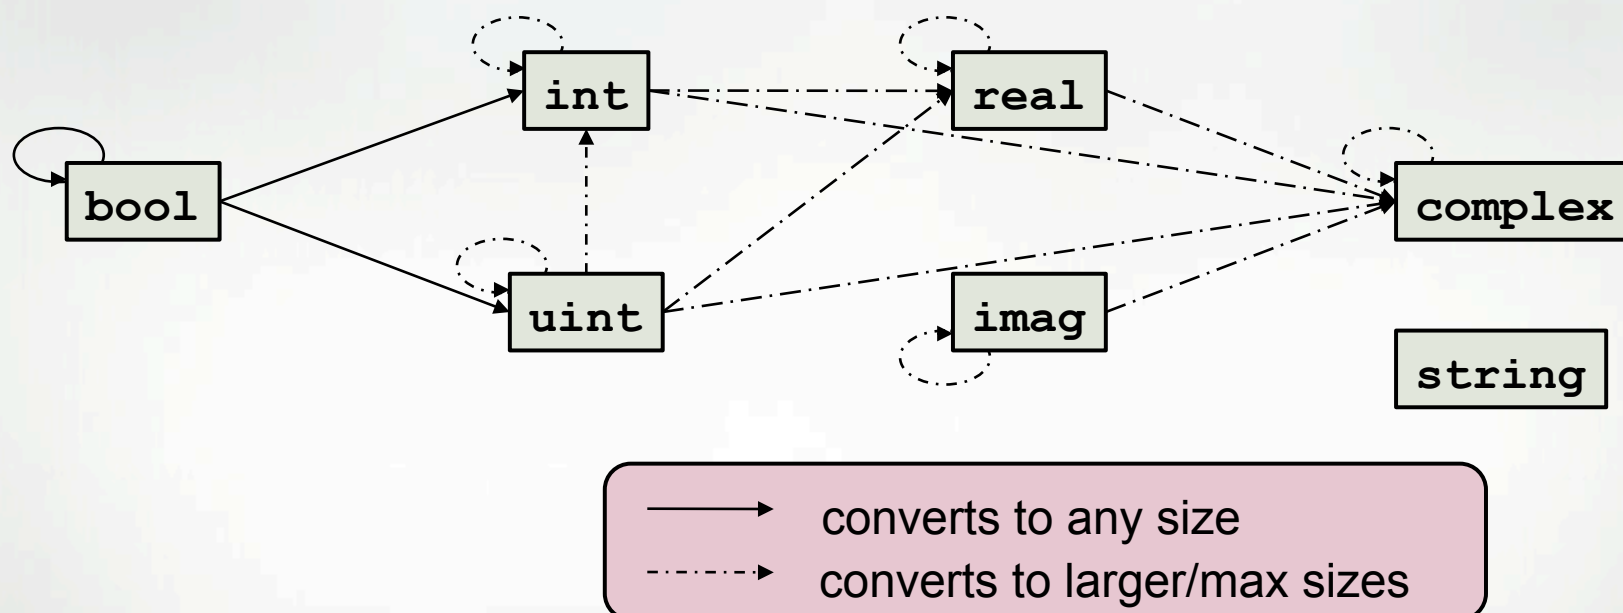 int
real
bool
complex
uint
imag
string
converts to any size
converts to larger/max sizes